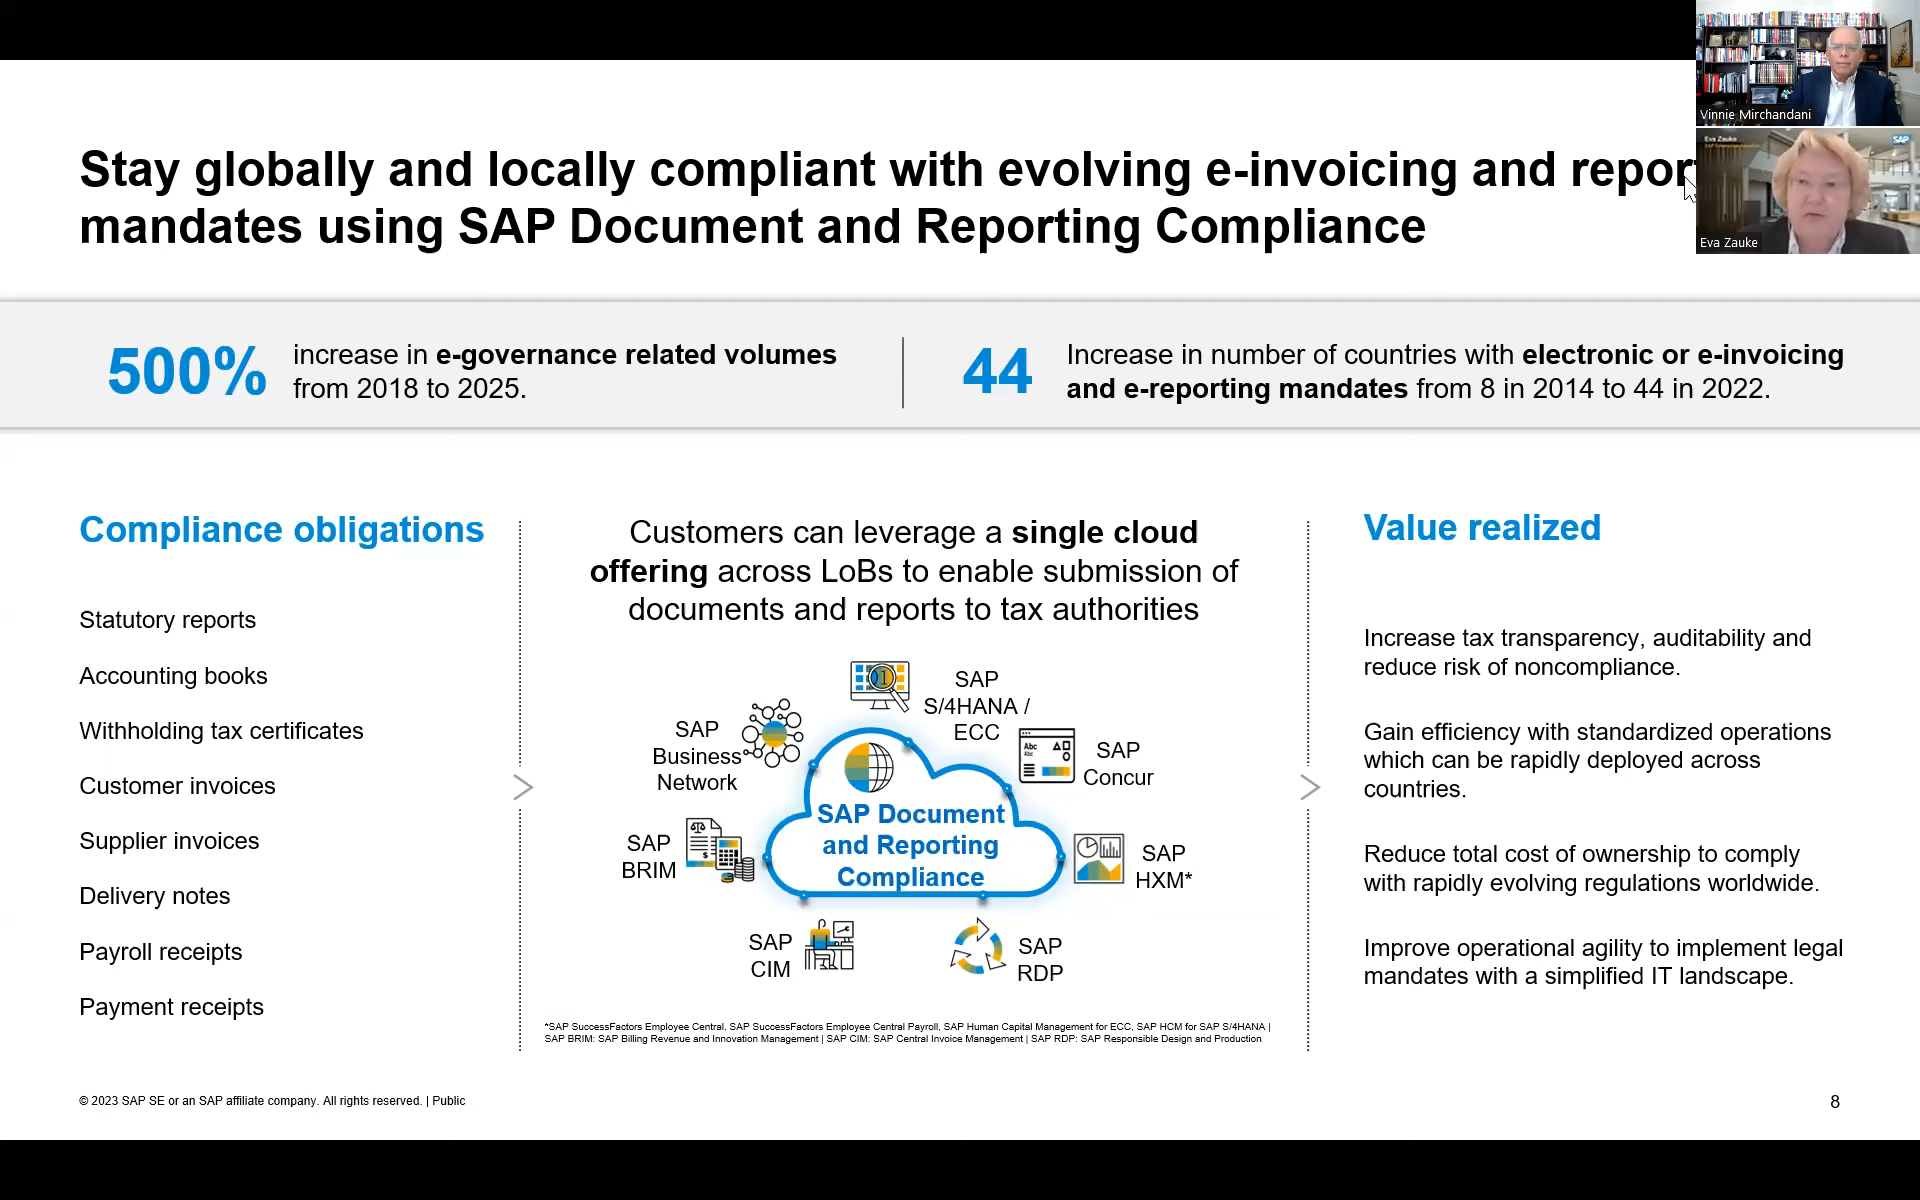 Vinnie Mirchandani
Eva Zauke
SAP
Eva Zauke
Stay globally and locally compliant with evolving e-invoicing and
mandates using SAP Document and Reporting Compliance
500%
increase in e-governance related volumes
from 2018 to 2025.
44
Increase in number of countries with electronic or e-invoicing
and e-reporting mandates from 8 in 2014 to 44 in 2022.
Compliance obligations
Statutory reports
Accounting books
Withholding tax certificates
Customer invoices
Supplier invoices
Delivery notes
Payroll receipts
Payment receipts
Customers can leverage a single cloud
offering across LoBs to enable submission of
documents and reports to tax authorities
SAP
S/4HANA /
ECC
SAP
Business
Network
Abc
Abc
SAP
Concur
SAP Document
and Reporting
Compliance
SAP
BRIM
SAP
HXM*
SAP
CIM
SAP
RDP
*SAP SuccessFactors Employee Central, SAP SuccessFactors Employee Central Payroll, SAP Human Capital Management for ECC, SAP HCM for SAP S/4HANA |
SAP BRIM: SAP Billing Revenue and Innovation Management | SAP CIM: SAP Central Invoice Management | SAP RDP: SAP Responsible Design and Production
Value realized
Increase tax transparency, auditability and
reduce risk of noncompliance.
Gain efficiency with standardized operations
which can be rapidly deployed across
countries.
Reduce total cost of ownership to comply
with rapidly evolving regulations worldwide.
Improve operational agility to implement legal
mandates with a simplified IT landscape.
© 2023 SAP SE or an SAP affiliate company. All rights reserved. | Public
8